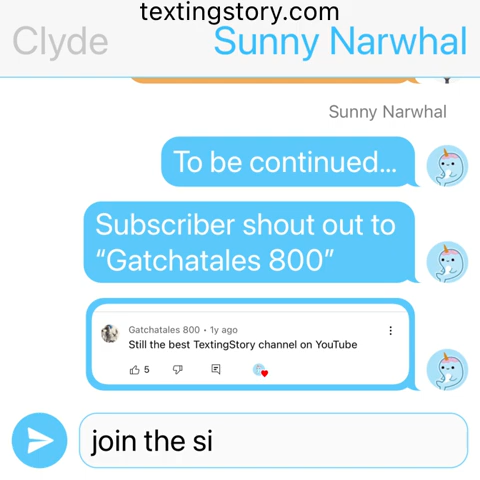 textingstory.com
Clyde
Sunny Narwhal
Sunny Narwhal
To be continued...
Subscriber shout out to
“Gatchatales 800”
Gatchatales 800 • 1y ago
Still the best TextingStory channel on YouTube
5
join the si